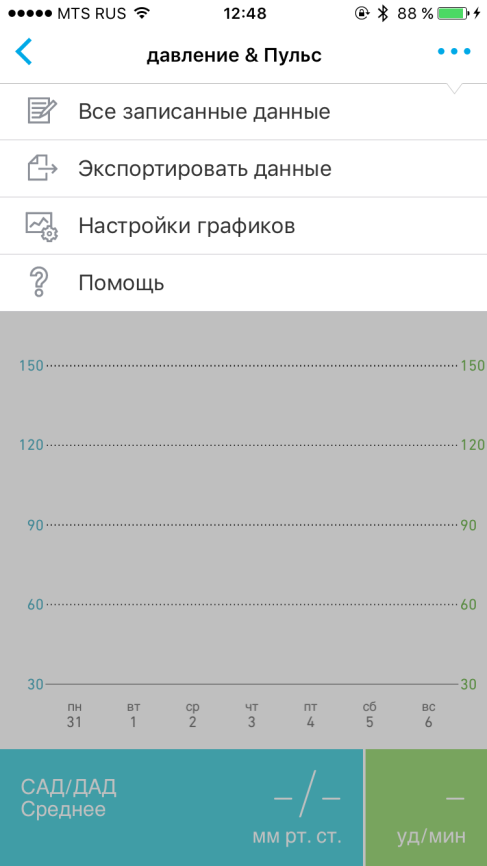 MTS RUS 12:48 88 %
давление & Пульс
Все записанные данные
Экспортировать данные
Настройки графиков
Помощь
150 150
120 120
90 90
60 60
30 30
пн вт ср чт пт сб вс
31 1 2 3 4 5 6
САД/ДАД
Среднее
–/– –
мм рт. ст. уд/мин